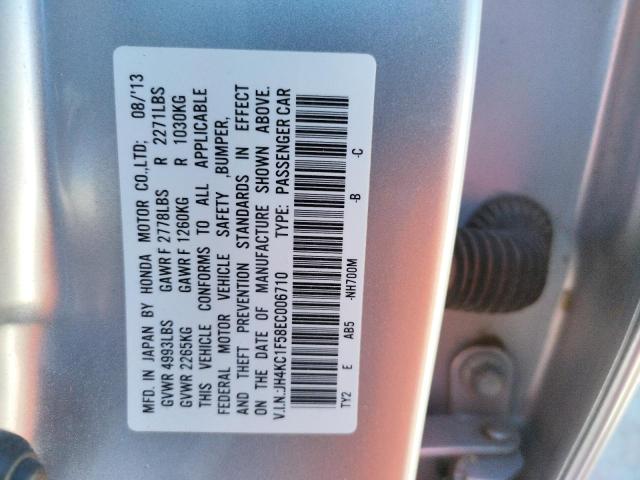 MFD. IN JAPAN BY HONDA MOTOR CO.,LTD; 08/'13
GVWR 4993LBS GAWR F 2778LBS R 2271LBS
GVWR 2265KG GAWR F 1260KG R 1030KG
THIS VEHICLE CONFORMS TO ALL APPLICABLE
FEDERAL MOTOR VEHICLE SAFETY ,BUMPER,
AND THEFT PREVENTION STANDARDS IN EFFECT
ON THE DATE OF MANUFACTURE SHOWN ABOVE.
V.I.N.:JH4KC1F58EC006710 TYPE: PASSENGER CAR
TY2 E AB5 -NH700M -B -C